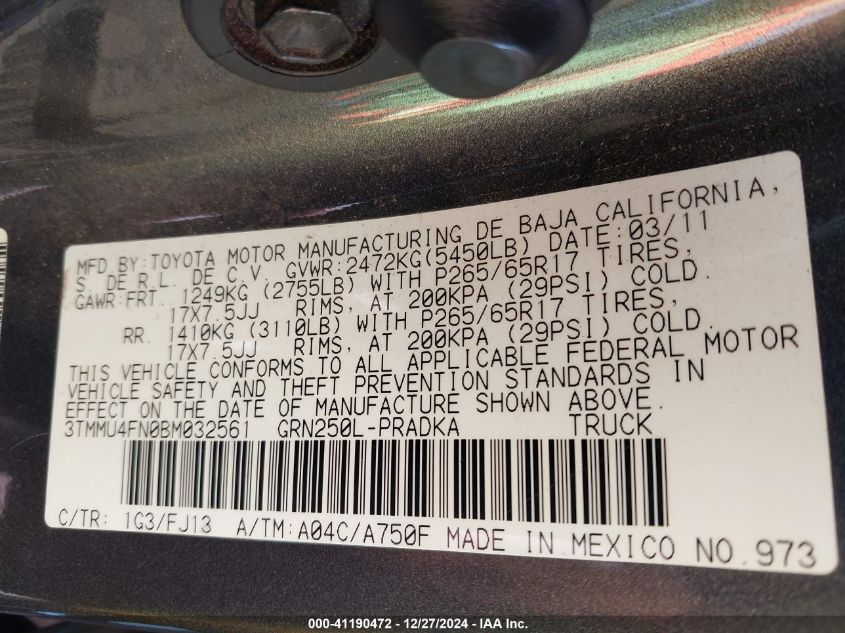 MFD.BY:TOYOTA MOTOR MANUFACTURING DE BAJA CALIFORNIA,
S. DE R.L. DE C.V. GVWR:2472KG(5450LB) DATE:03/11
GAWR:FRT. 1249KG (2755LB) WITH P265/65R17 TIRES,
17X7.5JJ RIMS, AT 200KPA (29PSI) COLD.
RR. 1410KG (3110LB) WITH P265/65R17 TIRES,
17X7.5JJ RIMS, AT 200KPA (29PSI) COLD.
THIS VEHICLE CONFORMS TO ALL APPLICABLE FEDERAL MOTOR
VEHICLE SAFETY AND THEFT PREVENTION STANDARDS IN
EFFECT ON THE DATE OF MANUFACTURE SHOWN ABOVE.
3TMMU4FN0BM032561 GRN250L-PRADKA TRUCK
C/TR: 1G3/FJ13 A/TM:A04C/A750F MADE IN MEXICO NO.973
000-41190472 - 12/27/2024 - IAA Inc.